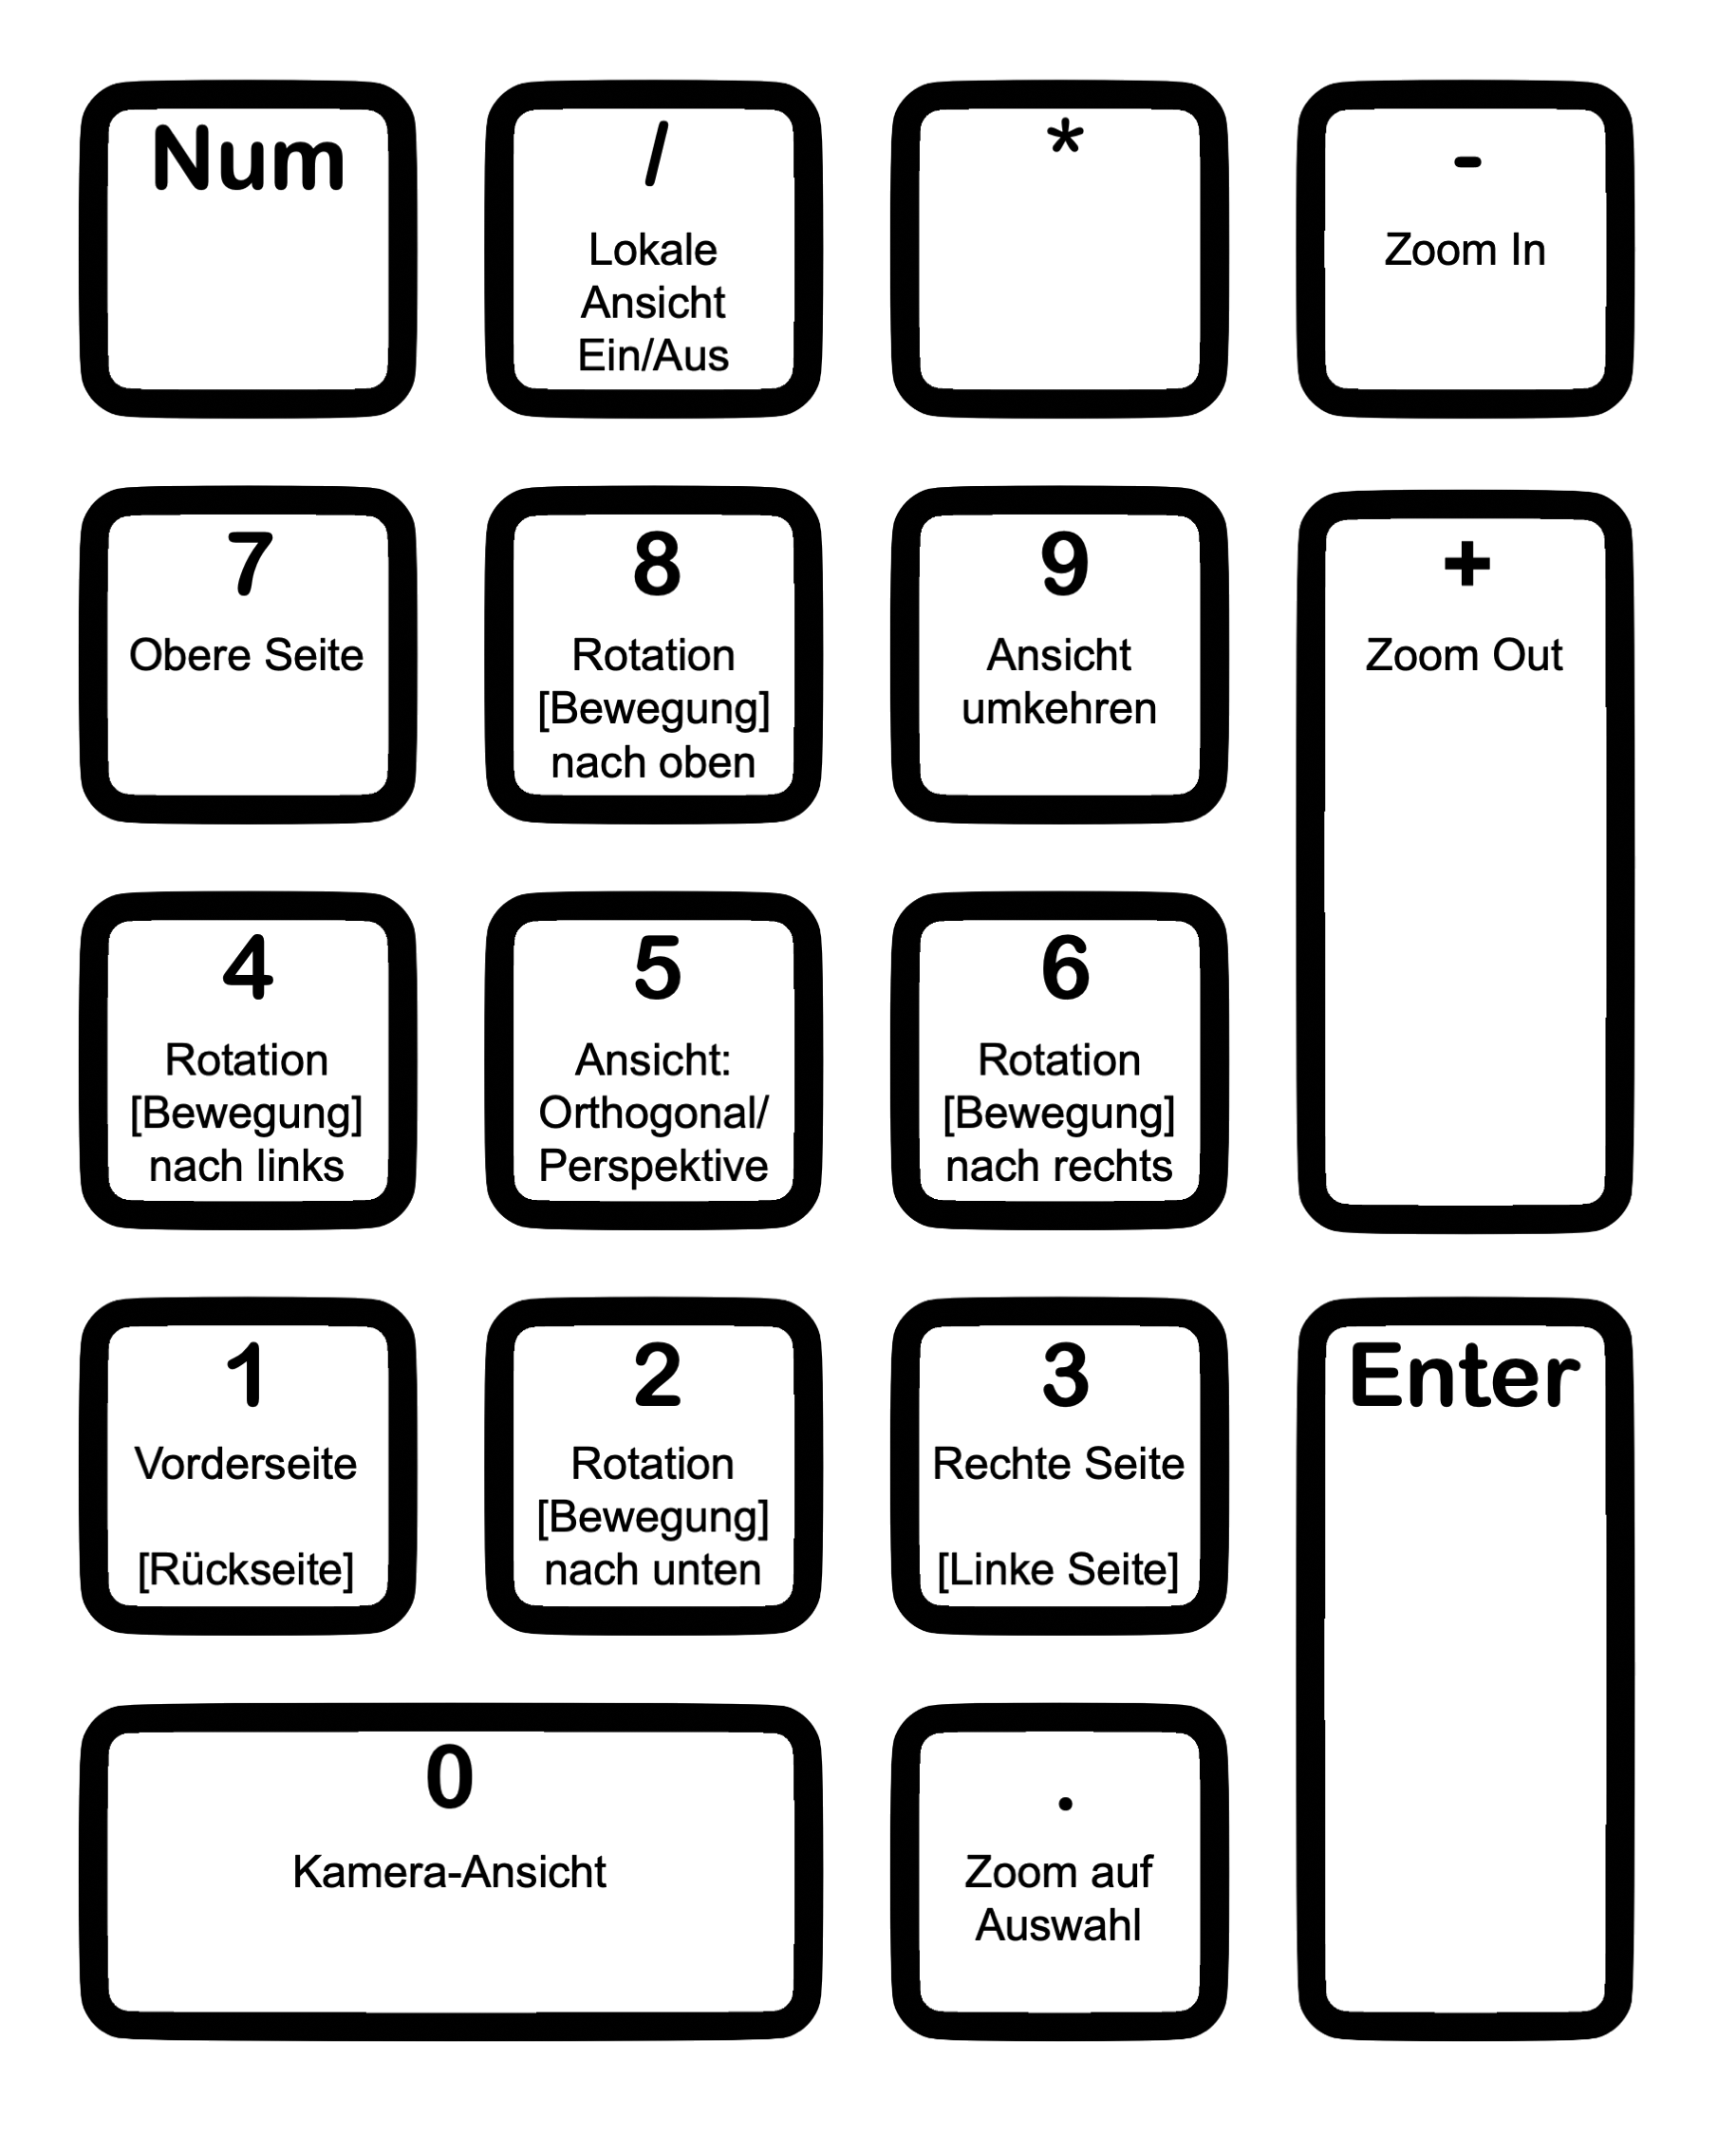 Num
/
Lokale
Ansicht
Ein/Aus
*
-
Zoom In
7
Obere Seite
8
Rotation
[Bewegung]
nach oben
9
Ansicht
umkehren
+
Zoom Out
4
Rotation
[Bewegung]
nach links
5
Ansicht:
Orthogonal/
Perspektive
6
Rotation
[Bewegung]
nach rechts
1
Vorderseite
[Rückseite]
2
Rotation
[Bewegung]
nach unten
3
Rechte Seite
[Linke Seite]
Enter
0
Kamera-Ansicht
.
Zoom auf
Auswahl